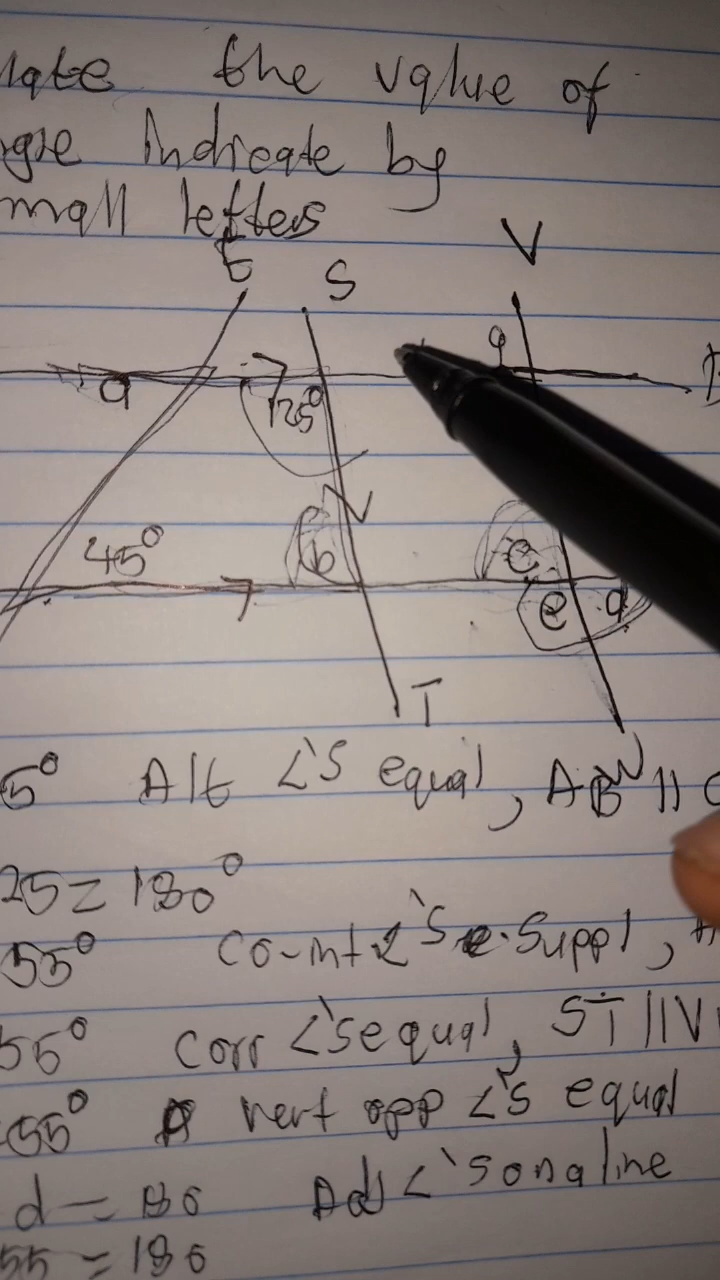 late the value of
gle indicate by
mall letters
t S V
a 125° q
45° b c
e d
T W
5° Alt <'s equal, AB ||
25 = 180°
55° Co-int <'s Suppl,
55° Corr <'s equal, ST || V
55° vert opp <'s equal
d = 180 Adj <'s on a line
55 = 180